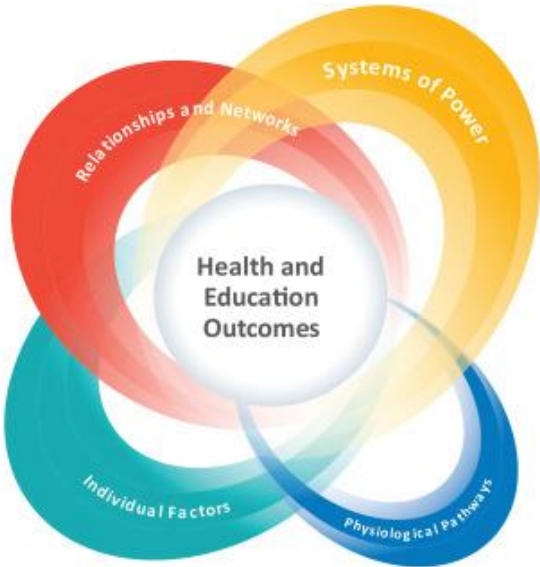 Systems of Power
Relationships and Networks
Health and
Education
Outcomes
Individual Factors
Physiological Pathways